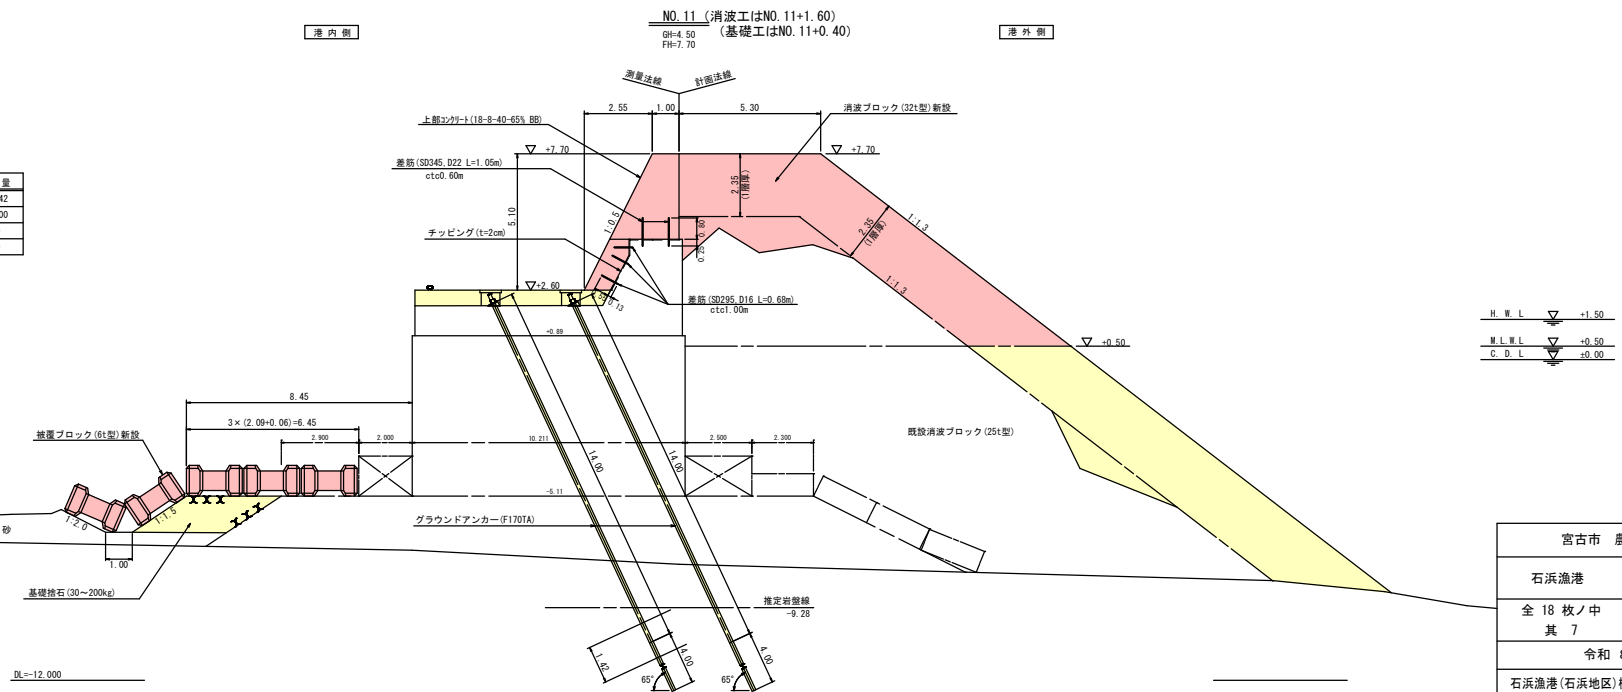 NO.11 (消波工はNO.11+1.60)
(基礎工はNO.11+0.40)
GH=4.50
FH=7.70
港内側
港外側
測量法線
計画法線
2.55
1.00
5.30
消波ブロック(32t型)新設
上部コンクリート(18-8-40-65% BB)
+7.70
+7.70
差筋(SD345,D22 L=1.05m)
ctc0.60m
2.35
(1層厚)
量
42
00
5.10
1:0.5
0.80
0.25
2.35
(1層厚)
1:1.3
チッピング(t=2cm)
1:1.3
+2.60
0.13
差筋(SD295,D16 L=0.68m)
ctc1.00m
H.W.L
+1.50
+0.89
+0.50
M.L.W.L
+0.50
C.D.L
±0.00
8.45
3×(2.09+0.06)=6.45
被覆ブロック(6t型)新設
2.900
2.000
10.211
2.500
2.300
既設消波ブロック(25t型)
14.00
14.00
-5.11
1:2.0
1:1.5
砂
グラウンドアンカー(F170TA)
1.00
基礎捨石(30～200kg)
推定岩盤線
-9.28
1.42
4.00
4.00
65°
65°
DL=-12.000
宮古市
石浜漁港
全 18 枚ノ中
其 7
令和
石浜漁港(石浜地区)